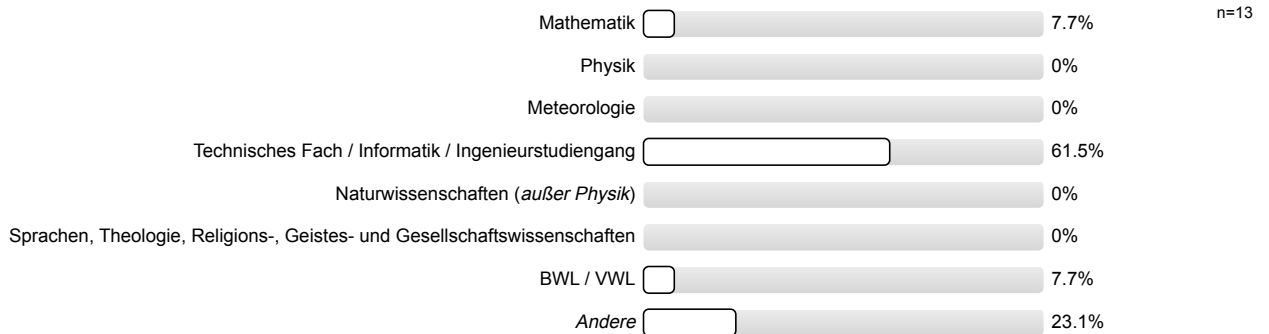 n=13
Mathematik 7.7%
Physik 0%
Meteorologie 0%
Technisches Fach / Informatik / Ingenieurstudiengang 61.5%
Naturwissenschaften (außer Physik) 0%
Sprachen, Theologie, Religions-, Geistes- und Gesellschaftswissenschaften 0%
BWL / VWL 7.7%
Andere 23.1%